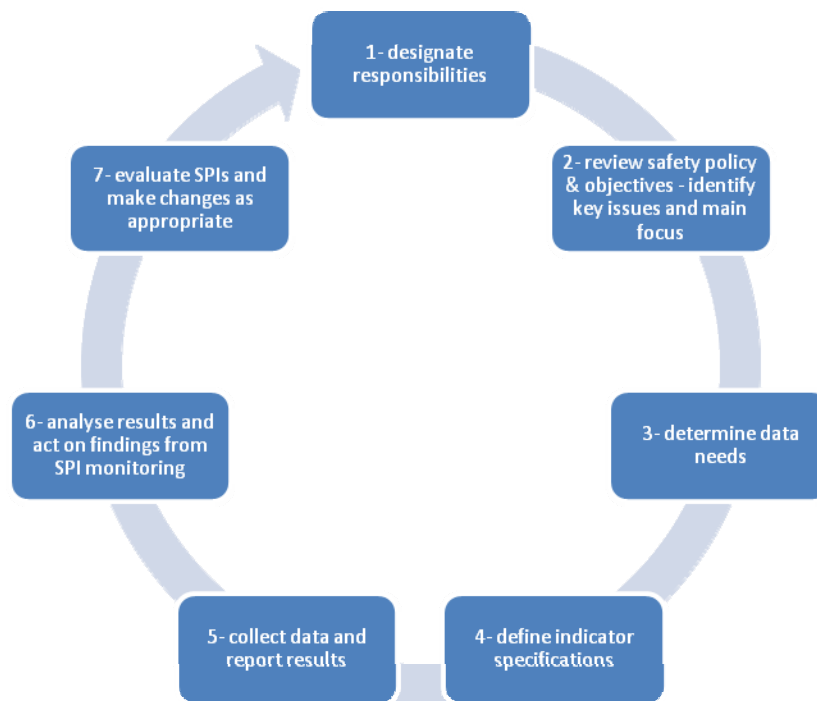 1- designate
responsibilities
2- review safety policy
& objectives - identify
key issues and main
focus
3- determine data
needs
4- define indicator
specifications
5- collect data and
report results
6- analyse results and
act on findings from
SPI monitoring
7- evaluate SPIs and
make changes as
appropriate